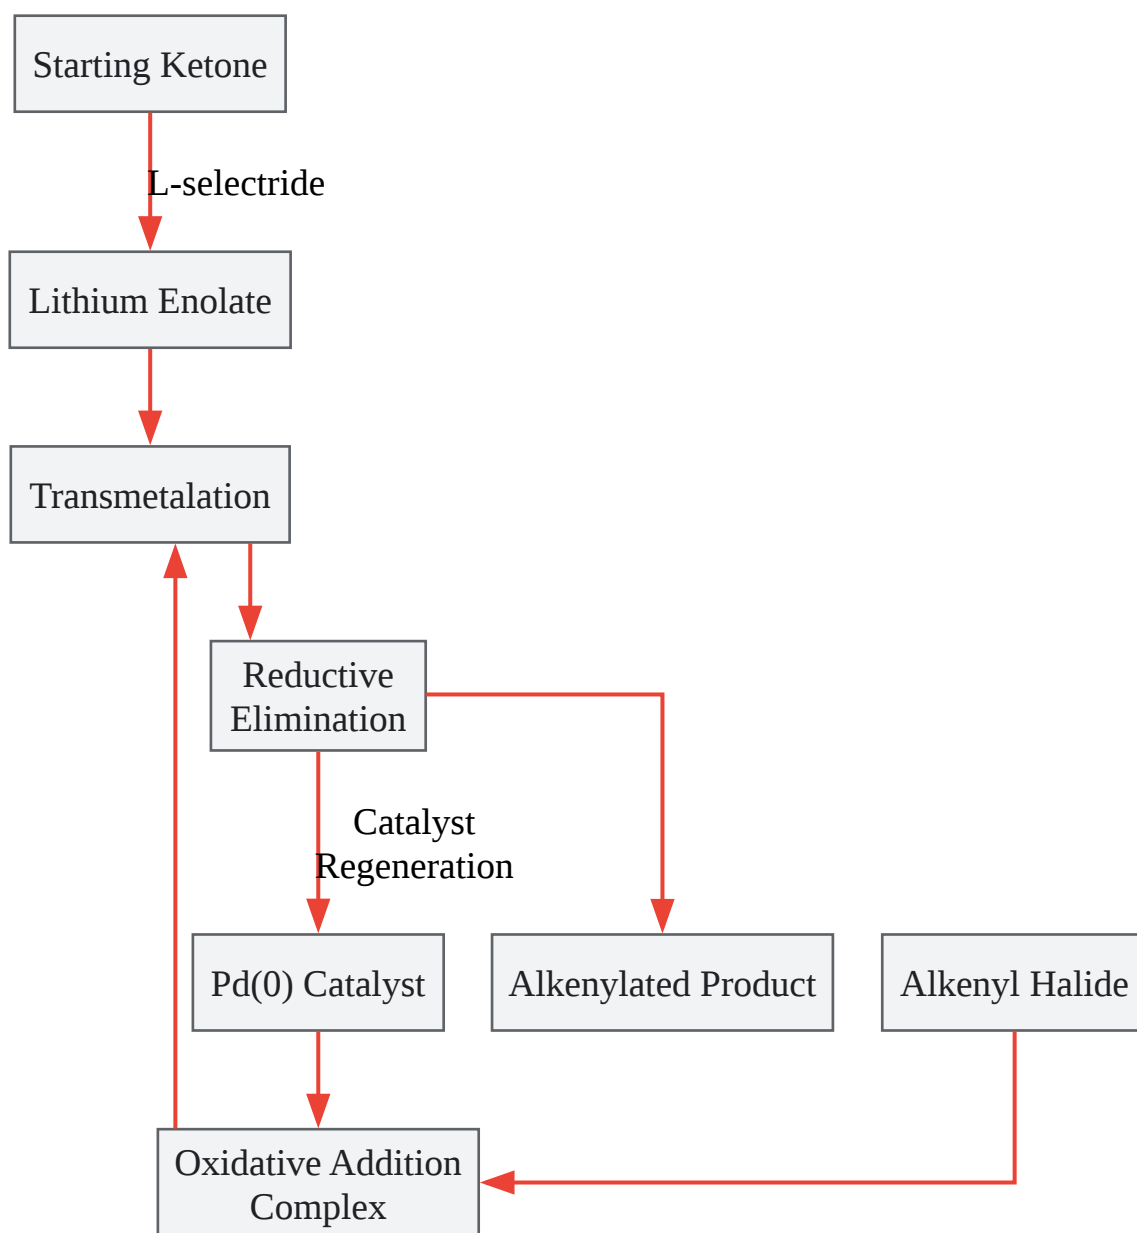 Starting Ketone
L-selectride
Lithium Enolate
Transmetalation
Reductive
Elimination
Catalyst
Regeneration
Pd(0) Catalyst
Alkenylated Product
Alkenyl Halide
Oxidative Addition
Complex